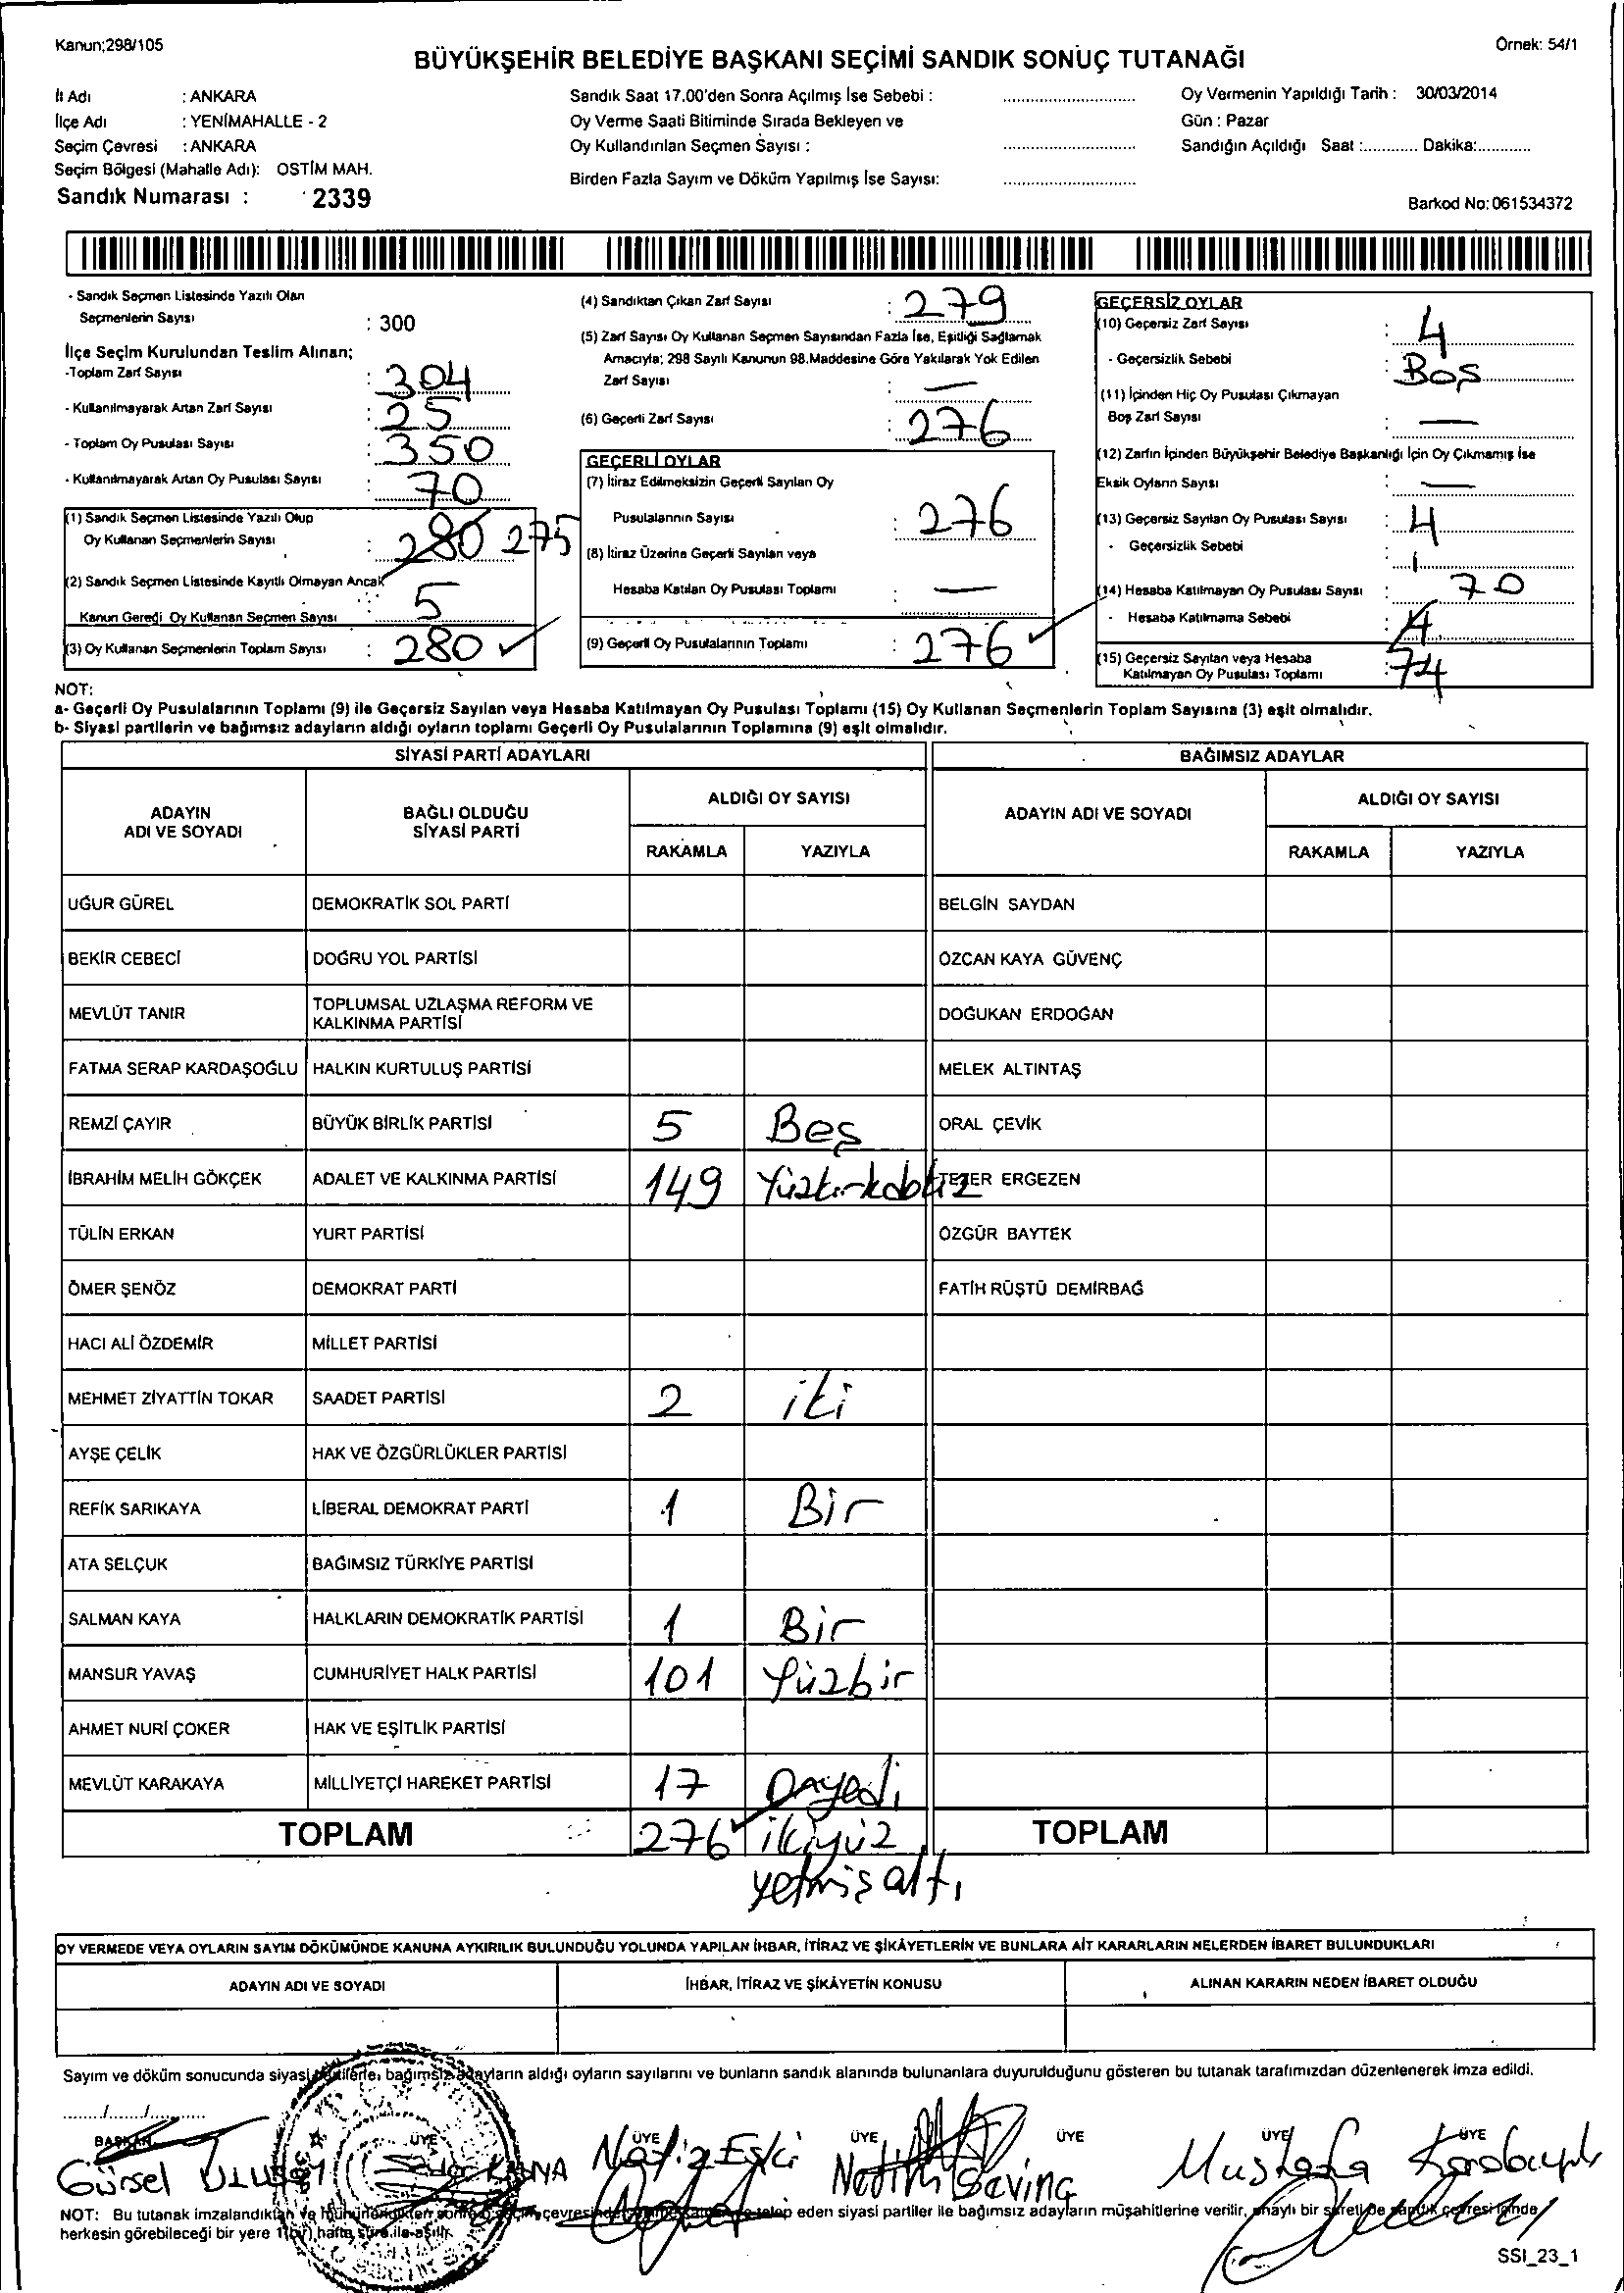 Kanun;298/105
Örnek: 54/1
BÜYÜKŞEHİR BELEDİYE BAŞKANI SEÇİMİ SANDIK SONUÇ TUTANAĞI
İl Adı : ANKARA
İlçe Adı : YENİMAHALLE - 2
Seçim Çevresi : ANKARA
Seçim Bölgesi (Mahalle Adı): OSTİM MAH.
Sandık Numarası : 2339
Sandık Saat 17.00'den Sonra Açılmış İse Sebebi :
Oy Verme Saati Bitiminde Sırada Bekleyen ve
Oy Kullandırılan Seçmen Sayısı :
Birden Fazla Sayım ve Döküm Yapılmış İse Sayısı:
Oy Vermenin Yapıldığı Tarih : 30/03/2014
Gün : Pazar
Sandığın Açıldığı Saat :............ Dakika:............
Barkod No: 061534372
- Sandık Seçmen Listesinde Yazılı Olan
Seçmenlerin Sayısı : 300
İlçe Seçim Kurulundan Teslim Alınan;
-Toplam Zarf Sayısı : 304
- Kullanılmayarak Artan Zarf Sayısı : 25
- Toplam Oy Pusulası Sayısı : 350
- Kullanılmayarak Artan Oy Pusulası Sayısı : 70
(1) Sandık Seçmen Listesinde Yazılı Olup
Oy Kullanan Seçmenlerin Sayısı : 280 275
(2) Sandık Seçmen Listesinde Kayıtlı Olmayan Ancak
Kanun Gereği Oy Kullanan Seçmen Sayısı : 5
(3) Oy Kullanan Seçmenlerin Toplam Sayısı : 280 ✓
(4) Sandıktan Çıkan Zarf Sayısı : 279
(5) Zarf Sayısı Oy Kullanan Seçmen Sayısından Fazla İse, Eşitliği Sağlamak
Amacıyla; 298 Sayılı Kanunun 98.Maddesine Göre Yakılarak Yok Edilen
Zarf Sayısı : —
(6) Geçerli Zarf Sayısı : 276
GEÇERLİ OYLAR
(7) İtiraz Edilmeksizin Geçerli Sayılan Oy
Pusulalarının Sayısı : 276
(8) İtiraz Üzerine Geçerli Sayılan veya
Hesaba Katılan Oy Pusulası Toplamı : —
(9) Geçerli Oy Pusulalarının Toplamı : 276 ✓
GEÇERSİZ OYLAR
(10) Geçersiz Zarf Sayısı : 4
- Geçersizlik Sebebi : Boş
(11) İçinden Hiç Oy Pusulası Çıkmayan
Boş Zarf Sayısı : —
(12) Zarfın İçinden Büyükşehir Belediye Başkanlığı İçin Oy Çıkmamış İse
Eksik Oyların Sayısı : —
(13) Geçersiz Sayılan Oy Pusulası Sayısı : 4
- Geçersizlik Sebebi
(14) Hesaba Katılmayan Oy Pusulası Sayısı : 70
- Hesaba Katılmama Sebebi : 4
(15) Geçersiz Sayılan veya Hesaba
Katılmayan Oy Pusulası Toplamı : 74
NOT:
a- Geçerli Oy Pusulalarının Toplamı (9) ile Geçersiz Sayılan veya Hesaba Katılmayan Oy Pusulası Toplamı (15) Oy Kullanan Seçmenlerin Toplam Sayısına (3) eşit olmalıdır.
b- Siyasi partilerin ve bağımsız adayların aldığı oyların toplamı Geçerli Oy Pusulalarının Toplamına (9) eşit olmalıdır.
SİYASİ PARTİ ADAYLARI BAĞIMSIZ ADAYLAR
ADAYIN ADI VE SOYADI BAĞLI OLDUĞU SİYASİ PARTİ ALDIĞI OY SAYISI ADAYIN ADI VE SOYADI ALDIĞI OY SAYISI
RAKAMLA YAZIYLA RAKAMLA YAZIYLA
UĞUR GÜREL DEMOKRATİK SOL PARTİ BELGİN SAYDAN
BEKİR CEBECİ DOĞRU YOL PARTİSİ ÖZCAN KAYA GÜVENÇ
MEVLÜT TANIR TOPLUMSAL UZLAŞMA REFORM VE KALKINMA PARTİSİ DOĞUKAN ERDOĞAN
FATMA SERAP KARDAŞOĞLU HALKIN KURTULUŞ PARTİSİ MELEK ALTINTAŞ
REMZİ ÇAYIR BÜYÜK BİRLİK PARTİSİ 5 Beş ORAL ÇEVİK
İBRAHİM MELİH GÖKÇEK ADALET VE KALKINMA PARTİSİ 149 TEZER ERGEZEN
TÜLİN ERKAN YURT PARTİSİ ÖZGÜR BAYTEK
ÖMER ŞENÖZ DEMOKRAT PARTİ FATİH RÜŞTÜ DEMİRBAĞ
HACI ALİ ÖZDEMİR MİLLET PARTİSİ
MEHMET ZİYATTİN TOKAR SAADET PARTİSİ 2 iki
AYŞE ÇELİK HAK VE ÖZGÜRLÜKLER PARTİSİ
REFİK SARIKAYA LİBERAL DEMOKRAT PARTİ 1 Bir
ATA SELÇUK BAĞIMSIZ TÜRKİYE PARTİSİ
SALMAN KAYA HALKLARIN DEMOKRATİK PARTİSİ 1 Bir
MANSUR YAVAŞ CUMHURİYET HALK PARTİSİ 101 Yüzbir
AHMET NURİ ÇOKER HAK VE EŞİTLİK PARTİSİ
MEVLÜT KARAKAYA MİLLİYETÇİ HAREKET PARTİSİ 17 Onyedi
TOPLAM 276 ✓ ikiyüz TOPLAM
yetmiş altı
OY VERMEDE VEYA OYLARIN SAYIM DÖKÜMÜNDE KANUNA AYKIRILIK BULUNDUĞU YOLUNDA YAPILAN İHBAR, İTİRAZ VE ŞİKÂYETLERİN VE BUNLARA AİT KARARLARIN NELERDEN İBARET BULUNDUKLARI
ADAYIN ADI VE SOYADI İHBAR, İTİRAZ VE ŞİKÂYETİN KONUSU ALINAN KARARIN NEDEN İBARET OLDUĞU
Sayım ve döküm sonucunda siyasi partilerle, bağımsız adayların aldığı oyların sayılarını ve bunların sandık alanında bulunanlara duyurulduğunu gösteren bu tutanak tarafımızdan düzenlenerek imza edildi.
......./......./...........
BAŞKAN ÜYE ÜYE ÜYE ÜYE ÜYE ÜYE
Gürsel Nafiz Eski Nedim Sevinç Mustafa
NOT: Bu tutanak imzalandıktan ve mühürlendikten sonra seçim çevresinde talep eden siyasi partiler ile bağımsız adayların müşahitlerine verilir, onaylı bir sureti de sandık çevresi içinde
herkesin görebileceği bir yere 1(bir) hafta süre ile asılır.
SSI_23_1